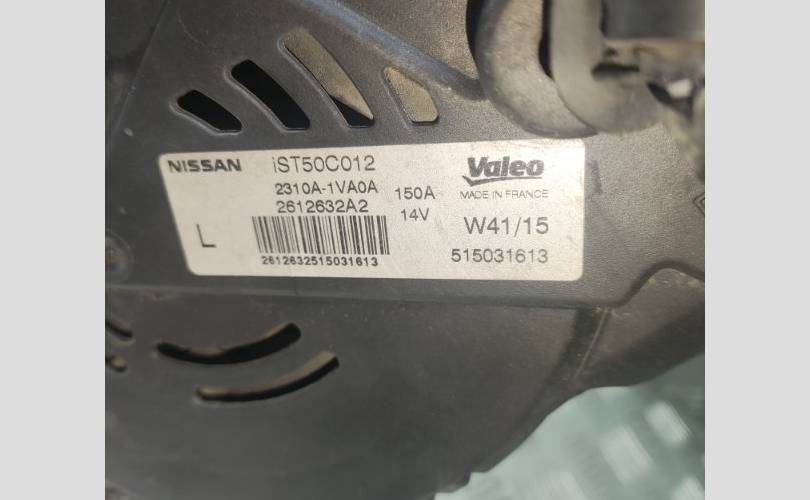 NISSAN iST50C012 Valeo
2310A-1VA0A 150A MADE IN FRANCE
2612632A2 14V W41/15
L
2612632515031613 515031613